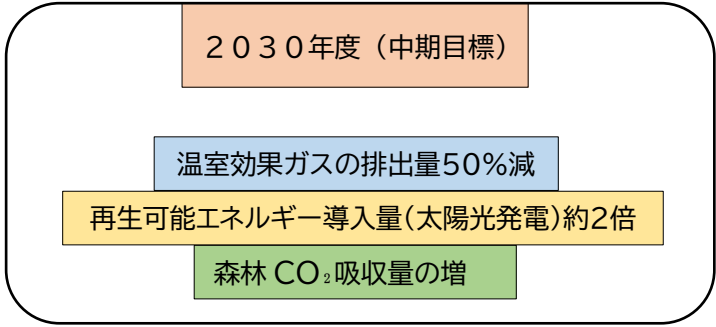 ２０３０年度（中期目標）
温室効果ガスの排出量50%減
再生可能エネルギー導入量(太陽光発電)約2倍
森林 CO₂吸収量の増